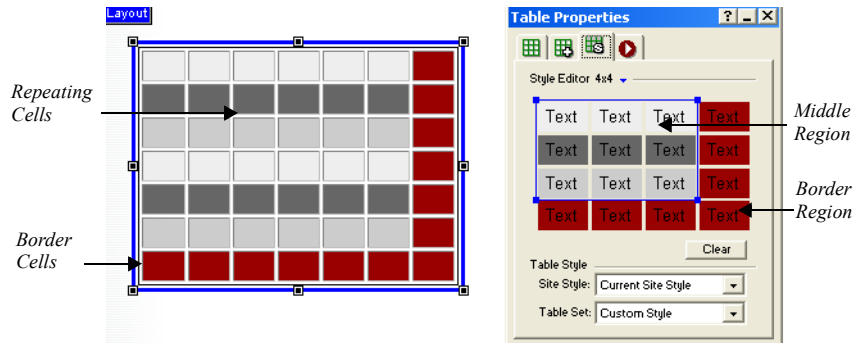 Layout
Repeating
Cells
Border
Cells
Table Properties
Style Editor 4x4
Text Text Text Text
Text Text Text Text
Text Text Text Text
Text Text Text Text
Middle
Region
Border
Region
Clear
Table Style
Site Style: Current Site Style
Table Set: Custom Style